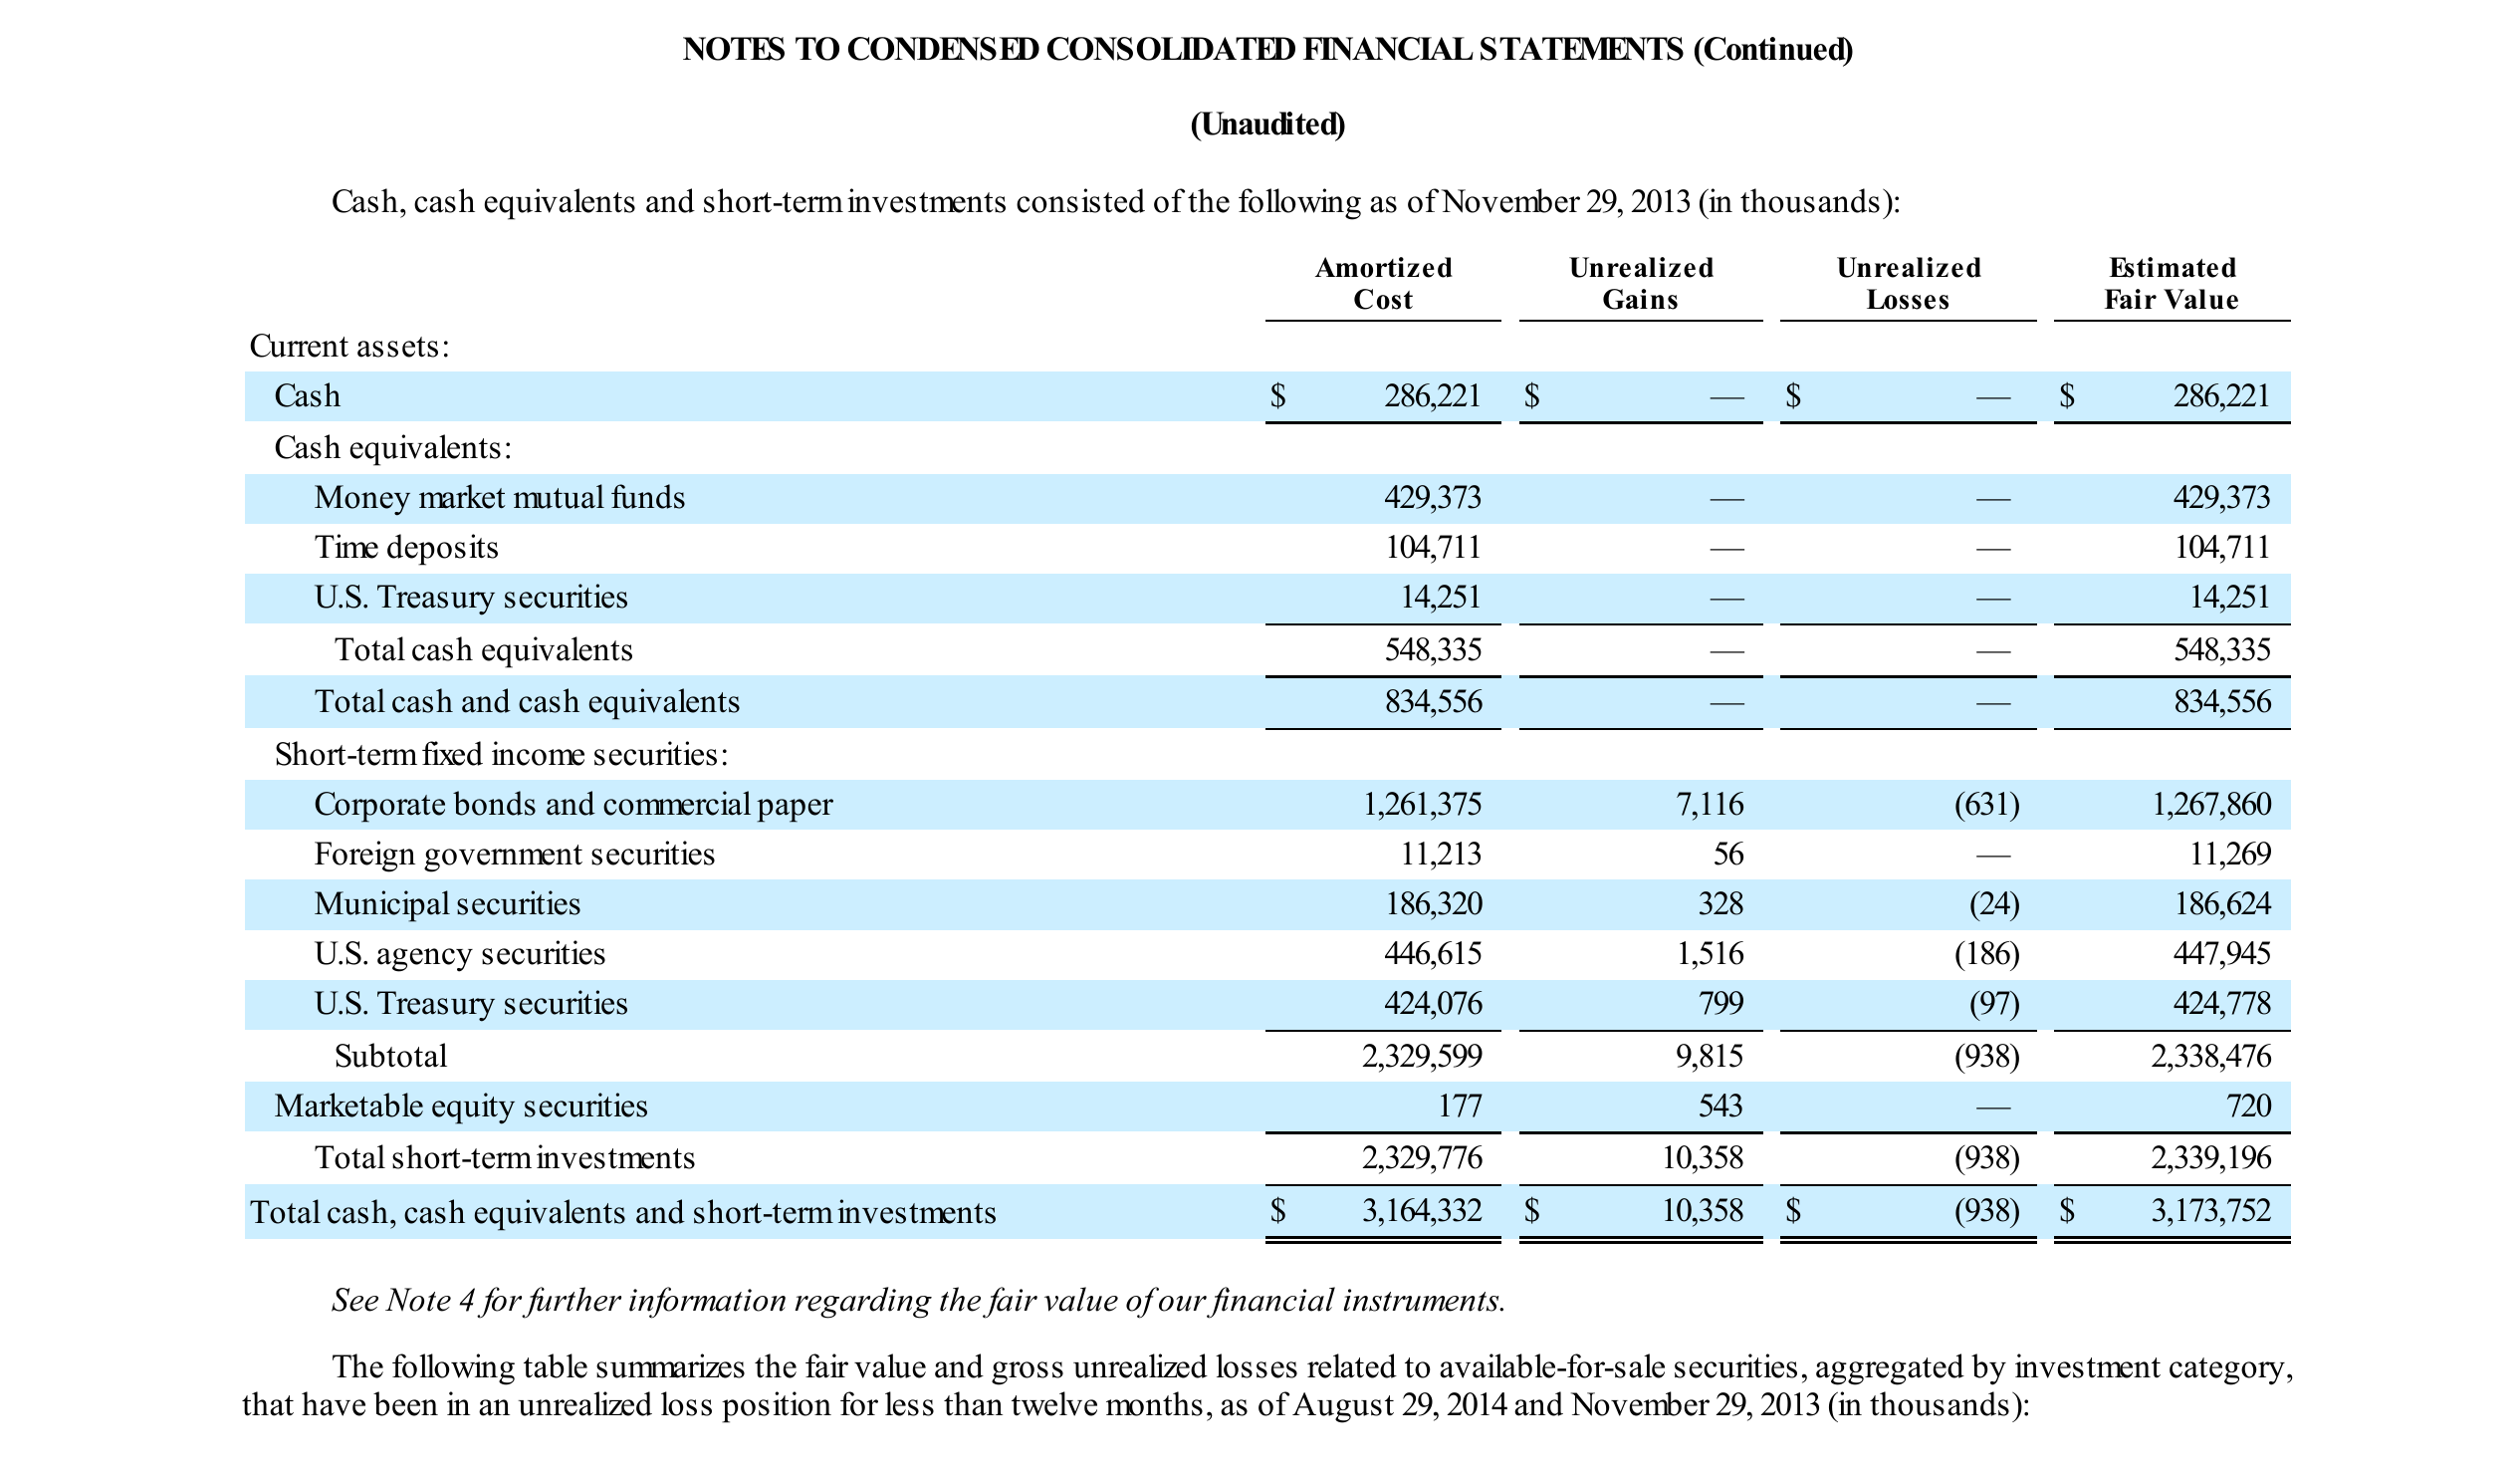 NOTES TO CONDENSED CONSOLIDATED FINANCIAL STATEMENTS (Continued)
(Unaudited)
Cash, cash equivalents and short-term investments consisted of the following as of November 29, 2013 (in thousands):
Amortized Cost Unrealized Gains Unrealized Losses Estimated Fair Value
Current assets:
Cash $ 286,221 $ — $ — $ 286,221
Cash equivalents:
Money market mutual funds 429,373 — — 429,373
Time deposits 104,711 — — 104,711
U.S. Treasury securities 14,251 — — 14,251
Total cash equivalents 548,335 — — 548,335
Total cash and cash equivalents 834,556 — — 834,556
Short-term fixed income securities:
Corporate bonds and commercial paper 1,261,375 7,116 (631) 1,267,860
Foreign government securities 11,213 56 — 11,269
Municipal securities 186,320 328 (24) 186,624
U.S. agency securities 446,615 1,516 (186) 447,945
U.S. Treasury securities 424,076 799 (97) 424,778
Subtotal 2,329,599 9,815 (938) 2,338,476
Marketable equity securities 177 543 — 720
Total short-term investments 2,329,776 10,358 (938) 2,339,196
Total cash, cash equivalents and short-term investments $ 3,164,332 $ 10,358 $ (938) $ 3,173,752
See Note 4 for further information regarding the fair value of our financial instruments.
The following table summarizes the fair value and gross unrealized losses related to available-for-sale securities, aggregated by investment category,
that have been in an unrealized loss position for less than twelve months, as of August 29, 2014 and November 29, 2013 (in thousands):